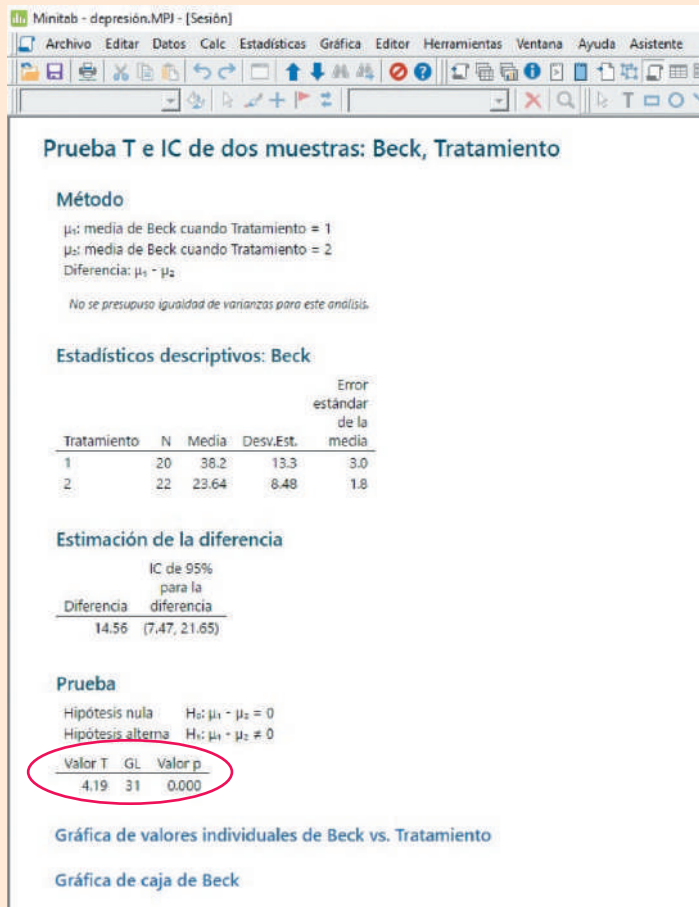 Minitab - depresión.MPJ - [Sesión]
Archivo Editar Datos Calc Estadísticas Gráfica Editor Herramientas Ventana Ayuda Asistente
Prueba T e IC de dos muestras: Beck, Tratamiento
Método
μ₁: media de Beck cuando Tratamiento = 1
μ₂: media de Beck cuando Tratamiento = 2
Diferencia: μ₁ - μ₂
No se presupuso igualdad de varianzas para este análisis.
Estadísticos descriptivos: Beck
Error
estándar
de la
Tratamiento N Media Desv.Est. media
1 20 38.2 13.3 3.0
2 22 23.64 8.48 1.8
Estimación de la diferencia
IC de 95%
para la
Diferencia diferencia
14.56 (7.47, 21.65)
Prueba
Hipótesis nula H₀: μ₁ - μ₂ = 0
Hipótesis alterna H₁: μ₁ - μ₂ ≠ 0
Valor T GL Valor p
4.19 31 0.000
Gráfica de valores individuales de Beck vs. Tratamiento
Gráfica de caja de Beck